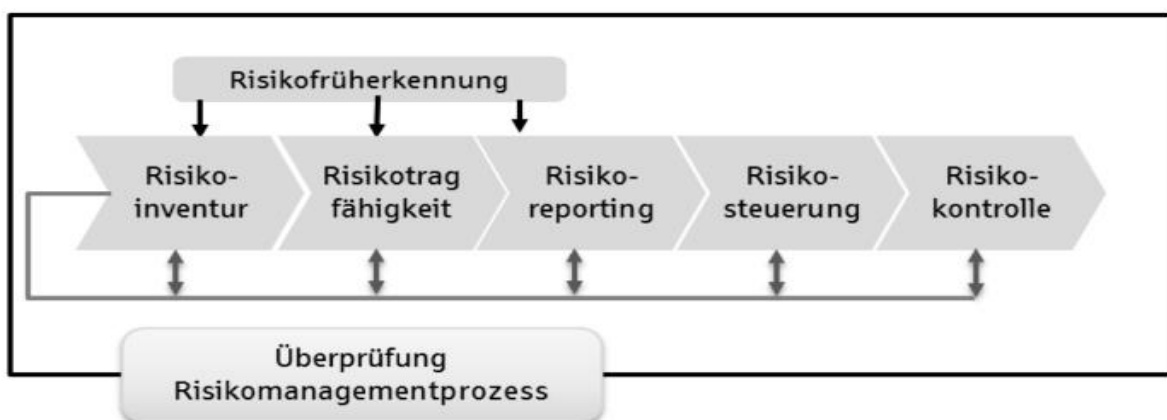 Risikofrüherkennung
Risiko-
inventur
Risikotrag
fähigkeit
Risiko-
reporting
Risiko-
steuerung
Risiko-
kontrolle
Überprüfung
Risikomanagementprozess